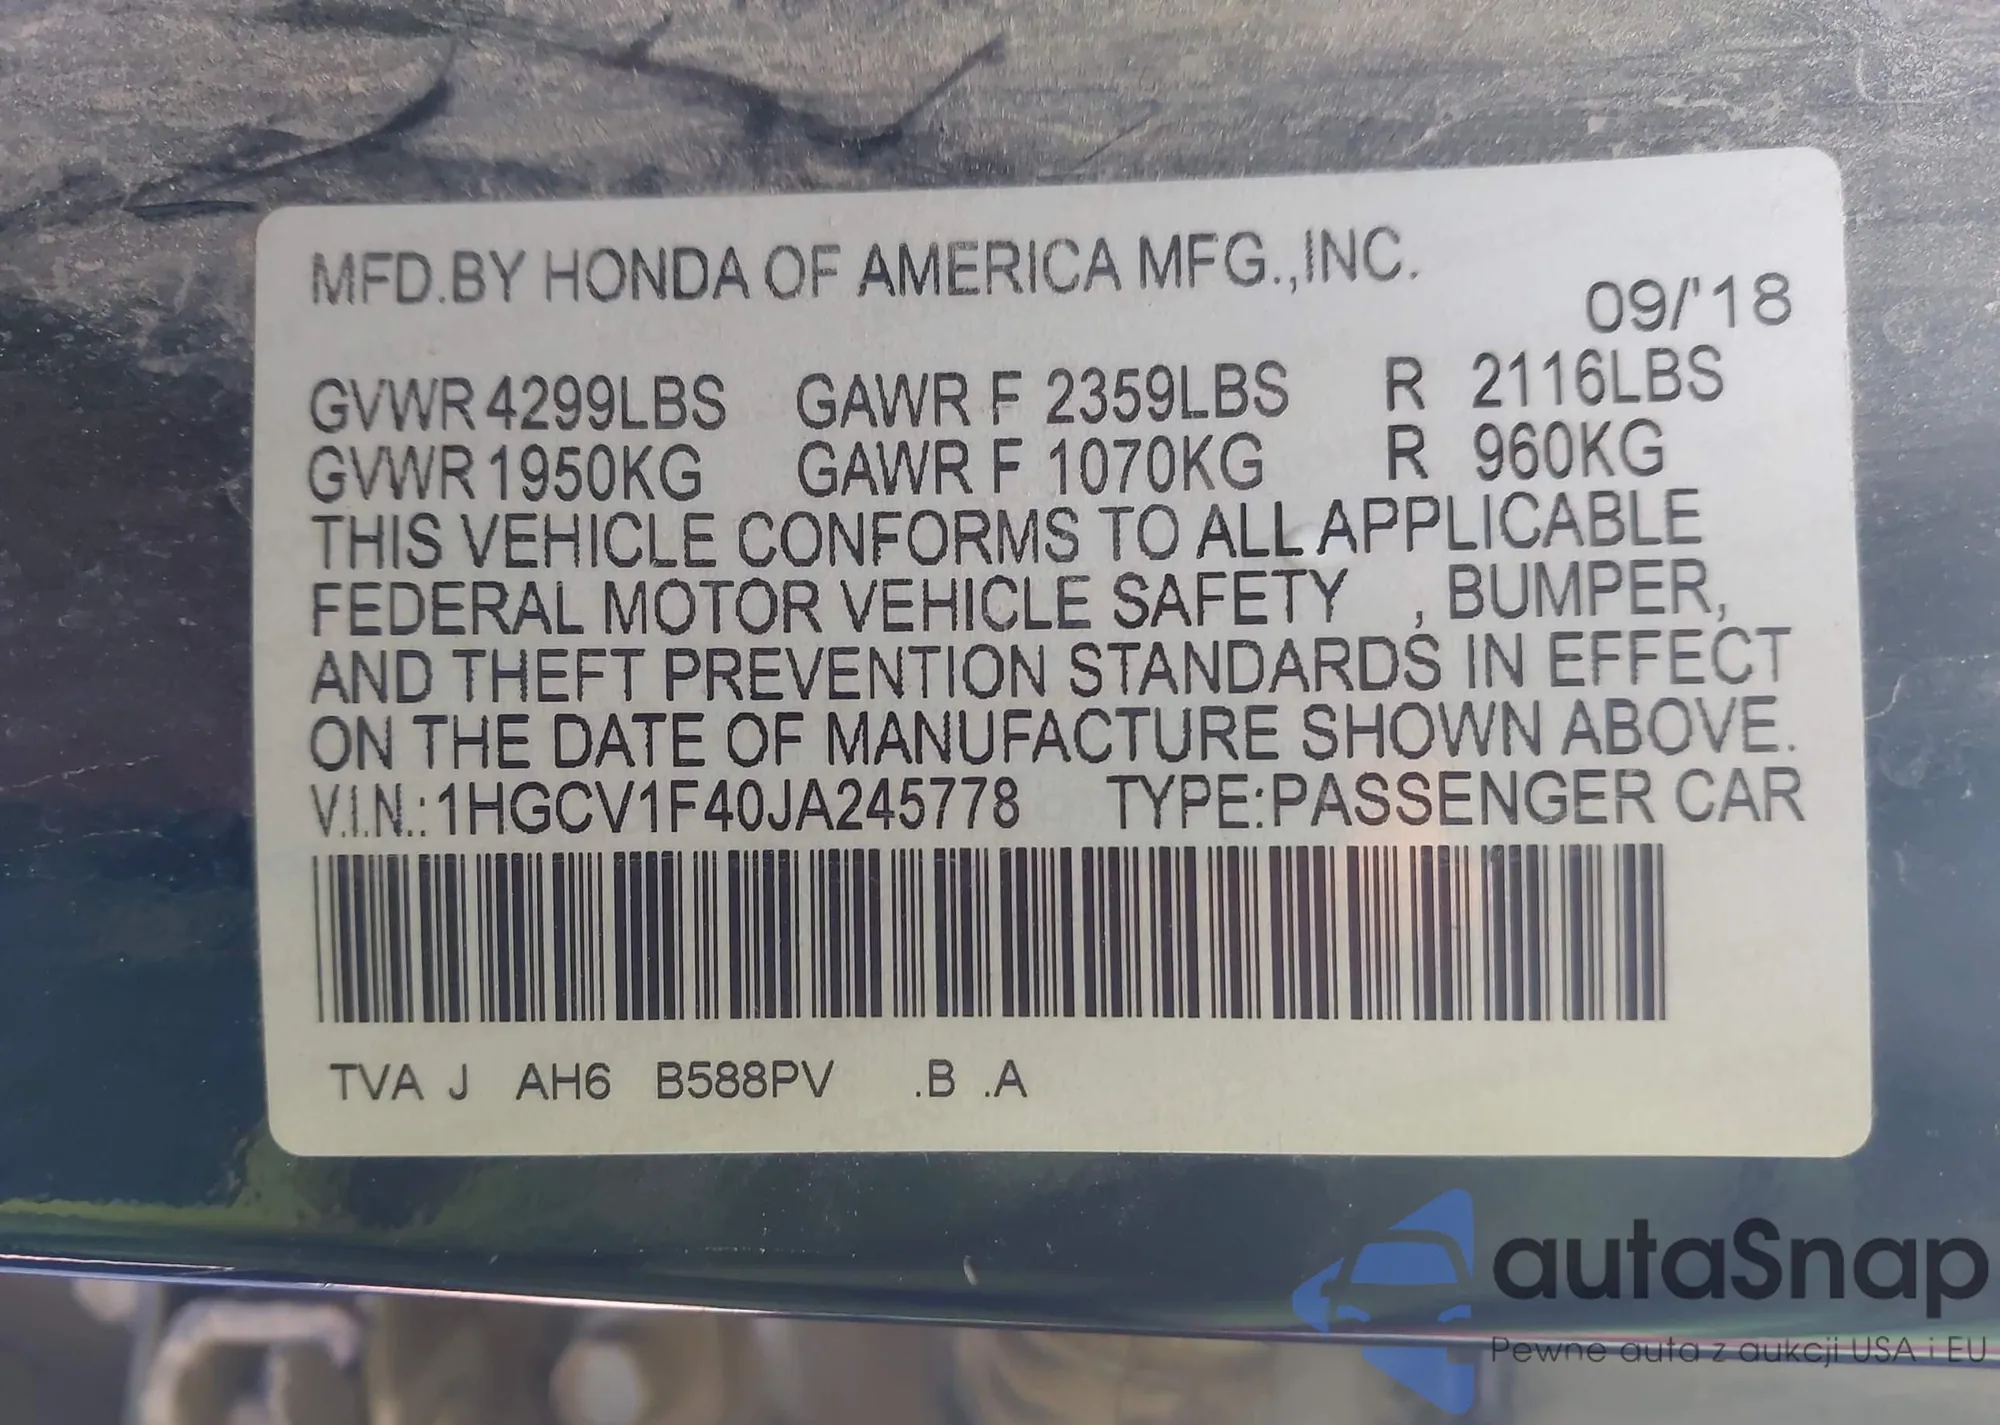 MFD.BY HONDA OF AMERICA MFG.,INC.
09/'18
GVWR 4299LBS GAWR F 2359LBS R 2116LBS
GVWR 1950KG GAWR F 1070KG R 960KG
THIS VEHICLE CONFORMS TO ALL APPLICABLE
FEDERAL MOTOR VEHICLE SAFETY , BUMPER,
AND THEFT PREVENTION STANDARDS IN EFFECT
ON THE DATE OF MANUFACTURE SHOWN ABOVE.
V.I.N.: 1HGCV1F40JA245778 TYPE:PASSENGER CAR
TVA J AH6 B588PV .B .A
autaSnap
Pewne auta z aukcji USA i EU